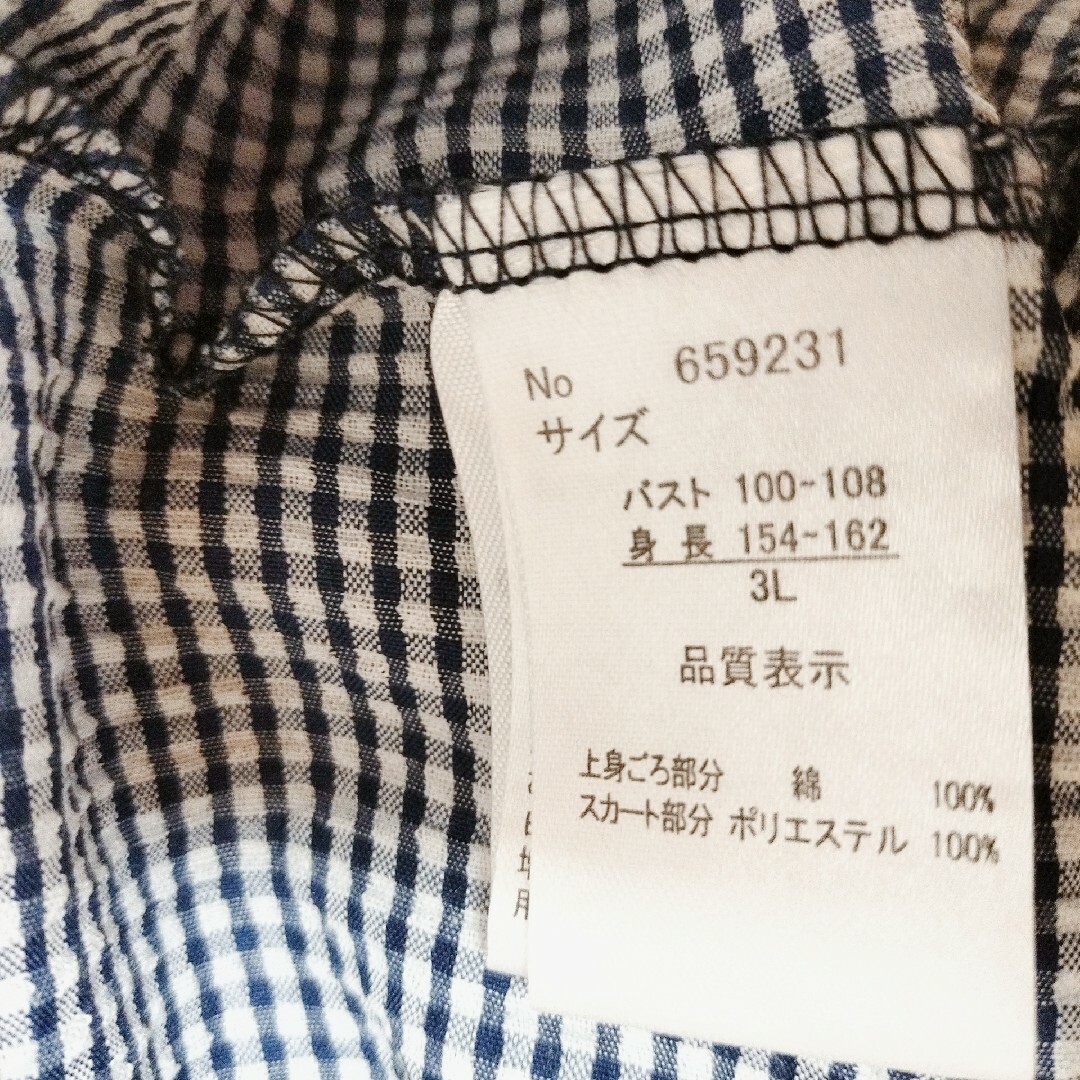 No 659231
サイズ
バスト 100-108
身長 154-162
3L
品質表示
上身ごろ部分 綿 100%
スカート部分 ポリエステル 100%
用